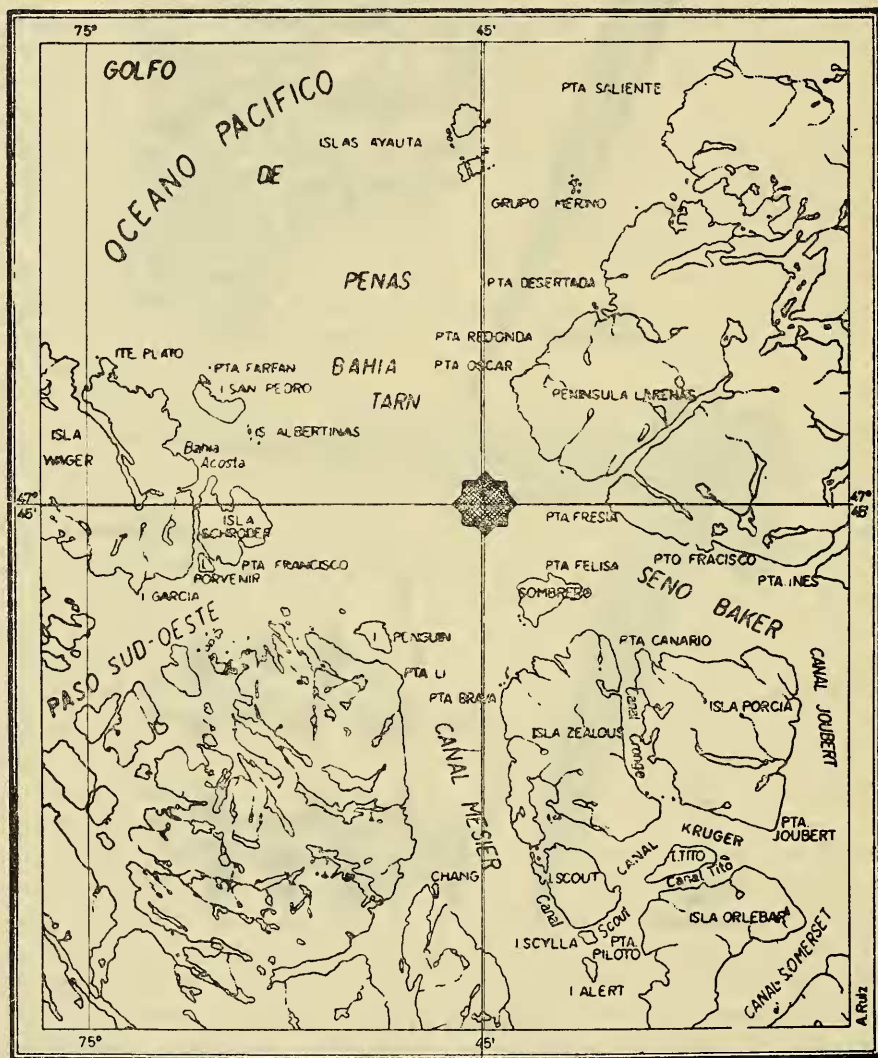 75°
45'
GOLFO
OCEANO PACIFICO
DE
PENAS
PTA SALIENTE
ISLAS AYAUTA
GRUPO MERINO
PTA DESERTADA
PTA REDONDA
PTA OSCAR
BAHIA
TARN
ITE PLATO
PTA FARFAN
I SAN PEDRO
IS ALBERTINAS
PENINSULA LARENAS
ISLA
WAGER
Bahia
Acosta
47°
45'
47°
45'
ISLA
SCHRODER
PTA FRESIA
PTA FRANCISCO
I
PORVENIR
I GARCIA
PTA FELISA
PTO FRACISCO
PTA INES
SOMBRERO
SENO BAKER
PASO SUD-OESTE
I PENGUIN
PTA CANARIO
PTA LI
PTA BRAVA
CANAL JOUBERT
ISLA PORCIA
ISLA ZEALOUS
Canal Cronge
CANAL MESIER
PTA.
JOUBERT
CANAL KRUGER
I.TITO
Canal Tito
CHANG
I.SCOUT
Canal Scout
ISLA ORLEBAR
I SCYLLA
PTA.
PILOTO
I ALERT
CANAL SOMERSET
A.Ruiz
75°
45'